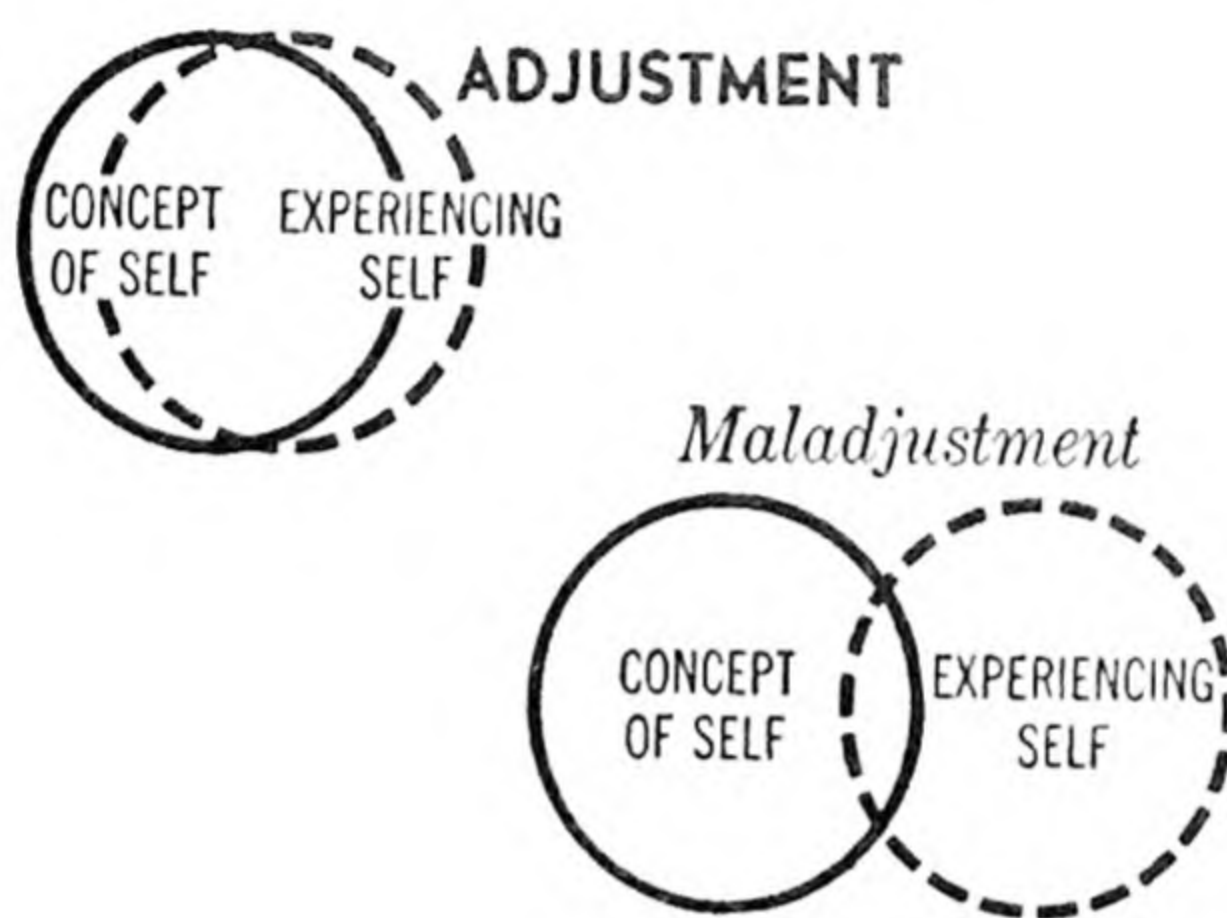 ADJUSTMENT
CONCEPT
OF SELF
EXPERIENCING
SELF
Maladjustment
CONCEPT
OF SELF
EXPERIENCING
SELF